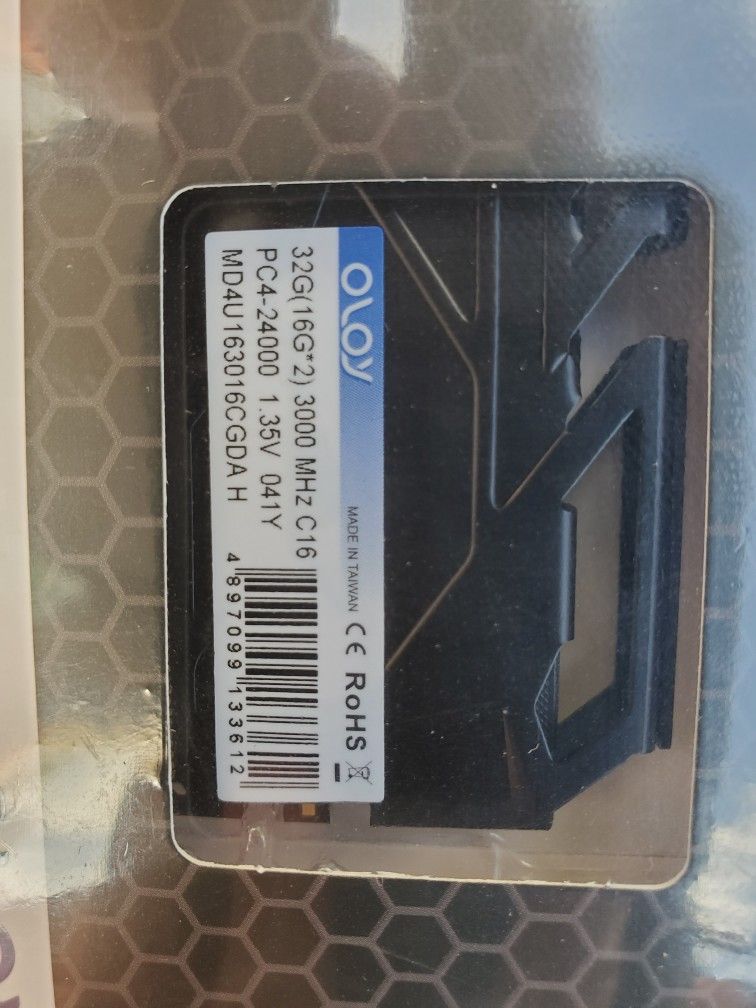 OLOy
MADE IN TAIWAN CE RoHS
32G(16G*2) 3000 MHz C16
PC4-24000 1.35V 041Y
MD4U163016CGDA H
4 897099 133612